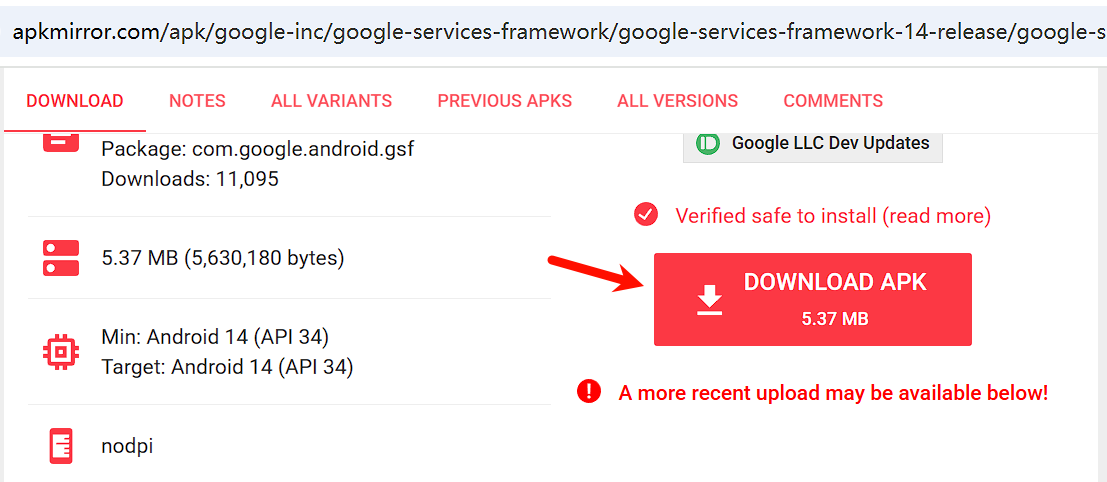 apkmirror.com/apk/google-inc/google-services-framework/google-services-framework-14-release/google-s
DOWNLOAD
NOTES
ALL VARIANTS
PREVIOUS APKS
ALL VERSIONS
COMMENTS
Package: com.google.android.gsf
Downloads: 11,095
5.37 MB (5,630,180 bytes)
Min: Android 14 (API 34)
Target: Android 14 (API 34)
nodpi
Google LLC Dev Updates
Verified safe to install (read more)
DOWNLOAD APK
5.37 MB
A more recent upload may be available below!